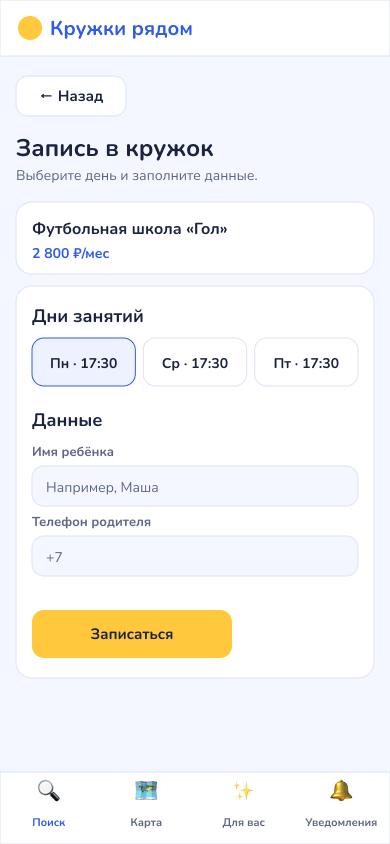 Кружки рядом
← Назад
Запись в кружок
Выберите день и заполните данные.
Футбольная школа «Гол»
2 800 ₽/мес
Дни занятий
Пн · 17:30
Ср · 17:30
Пт · 17:30
Данные
Имя ребёнка
Например, Маша
Телефон родителя
+7
Записаться
Поиск
Карта
Для вас
Уведомления